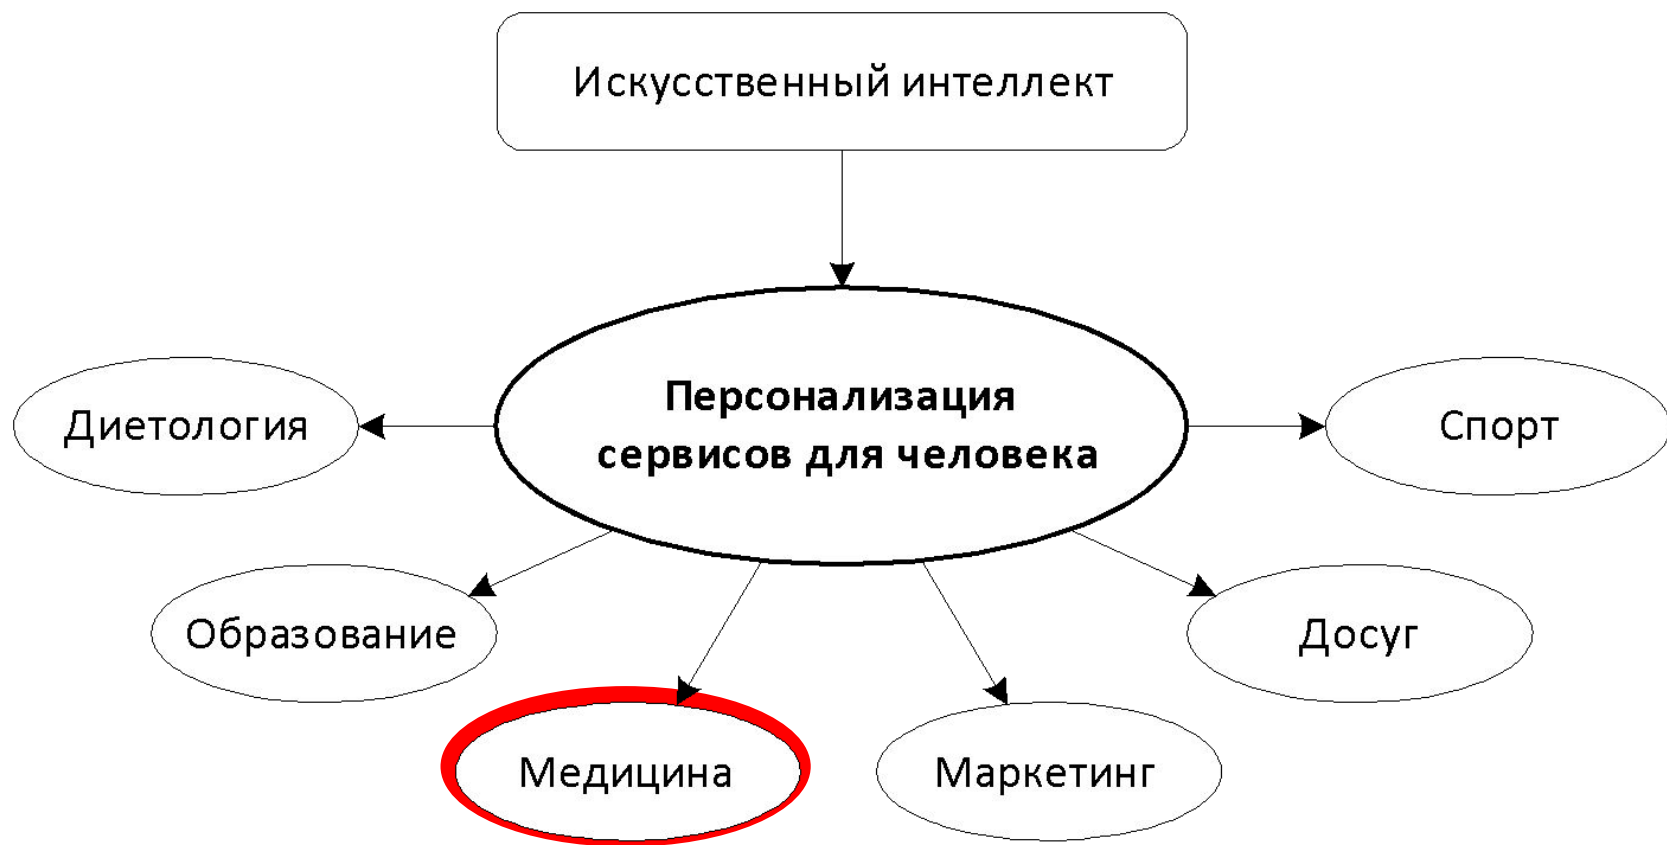 Искусственный интеллект
Персонализация
сервисов для человека
Диетология
Спорт
Образование
Досуг
Медицина
Маркетинг